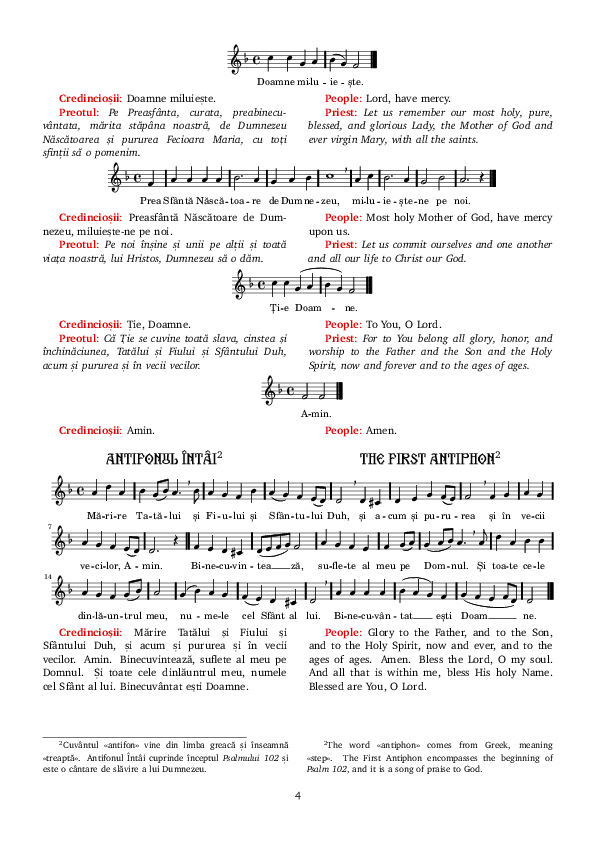 Doamne mi-lu - ie - ște.
Credincioșii: Doamne miluiește.
Preotul: Pe Preasfânta, curata, preabinecu-
vântata, mărita stăpâna noastră, de Dumnezeu
Născătoarea și pururea Fecioara Maria, cu toți
sfinții să o pomenim.
People: Lord, have mercy.
Priest: Let us remember our most holy, pure,
blessed, and glorious Lady, the Mother of God and
ever virgin Mary, with all the saints.
Prea Sfântă Născă - toa - re de Dum - ne - zeu, mi-lu - ie - ște-ne pe noi.
Credincioșii: Preasfântă Născătoare de Dum-
nezeu, miluiește-ne pe noi.
Preotul: Pe noi înșine și unii pe alții și toată
viața noastră, lui Hristos, Dumnezeu să o dăm.
People: Most holy Mother of God, have mercy
upon us.
Priest: Let us commit ourselves and one another
and all our life to Christ our God.
Ți-e Doam - ne.
Credincioșii: Ție, Doamne.
Preotul: Că Ție se cuvine toată slava, cinstea și
închinăciunea, Tatălui și Fiului și Sfântului Duh,
acum și pururea și în vecii vecilor.
People: To You, O Lord.
Priest: For to You belong all glory, honor, and
worship to the Father and the Son and the Holy
Spirit, now and forever and to the ages of ages.
A-min.
Credincioșii: Amin.
People: Amen.
ANTIFONUL ÎNTÂI2
THE FIRST ANTIPHON2
Mă-ri-re Ta-tă-lui și Fi-u-lui și Sfân-tu-lui Duh, și a-cum și pu-ru-rea și în vecii
7
ve-ci-lor, A-min. Bi-ne-cu-vin-tea ză, su-fle-te al meu pe Dom-nul. Și toa-te ce-le
14
din-lă-un-trul meu, nu-me-le cel Sfânt al lui. Bi-ne-cu-vân-tat ești Doam ne.
Credincioșii: Mărire Tatălui și Fiului și
Sfântului Duh, și acum și pururea și în vecii
vecilor. Amin. Binecuvintează, suflete al meu pe
Domnul. Și toate cele dinlăuntrul meu, numele
cel Sfânt al lui. Binecuvântat ești Doamne.
People: Glory to the Father, and to the Son,
and to the Holy Spirit, now and ever, and to the
ages of ages. Amen. Bless the Lord, O my soul.
And all that is within me, bless His holy Name.
Blessed are You, O Lord.
2Cuvântul «antifon» vine din limba greacă și înseamnă
«treaptă». Antifonul Întâi cuprinde începtul Psalmului 102 și
este o cântare de slăvire a lui Dumnezeu.
2The word «antiphon» comes from Greek, meaning
«step». The First Antiphon encompasses the beginning of
Psalm 102, and it is a song of praise to God.
4